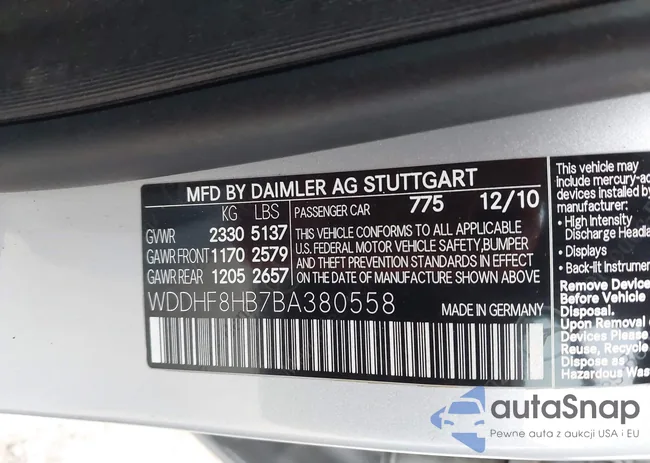 MFD BY DAIMLER AG STUTTGART
KG LBS
GVWR 2330 5137
GAWR FRONT 1170 2579
GAWR REAR 1205 2657
PASSENGER CAR 775 12/10
THIS VEHICLE CONFORMS TO ALL APPLICABLE
U.S. FEDERAL MOTOR VEHICLE SAFETY, BUMPER
AND THEFT PREVENTION STANDARDS IN EFFECT
ON THE DATE OF MANUFACTURE SHOWN ABOVE.
WDDHF8HB7BA380558
MADE IN GERMANY
This vehicle may
include mercury-ad
devices installed by
manufacturer:
• High Intensity
Discharge Headla
• Displays
• Back-lit Instrumen
Remove Device
Before Vehicle
Disposal.
Upon Removal o
Devices Please
Reuse, Recycle
Dispose as
Hazardous Wast
autaSnap
Pewne auta z aukcji USA i EU